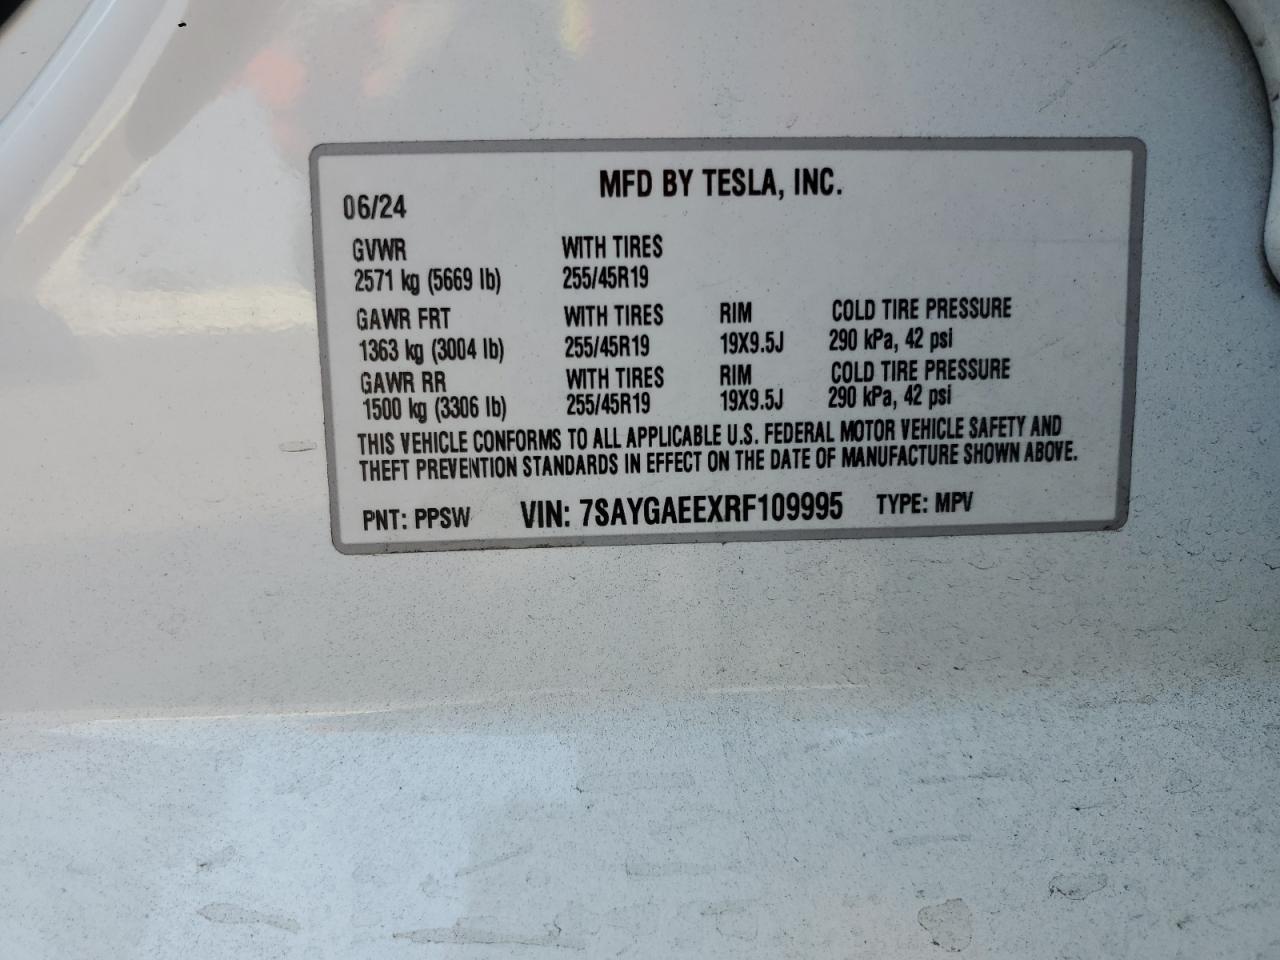 MFD BY TESLA, INC.
06/24
GVWR WITH TIRES
2571 kg (5669 lb) 255/45R19
GAWR FRT WITH TIRES RIM COLD TIRE PRESSURE
1363 kg (3004 lb) 255/45R19 19X9.5J 290 kPa, 42 psi
GAWR RR WITH TIRES RIM COLD TIRE PRESSURE
1500 kg (3306 lb) 255/45R19 19X9.5J 290 kPa, 42 psi
THIS VEHICLE CONFORMS TO ALL APPLICABLE U.S. FEDERAL MOTOR VEHICLE SAFETY AND
THEFT PREVENTION STANDARDS IN EFFECT ON THE DATE OF MANUFACTURE SHOWN ABOVE.
PNT: PPSW VIN: 7SAYGAEEXRF109995 TYPE: MPV